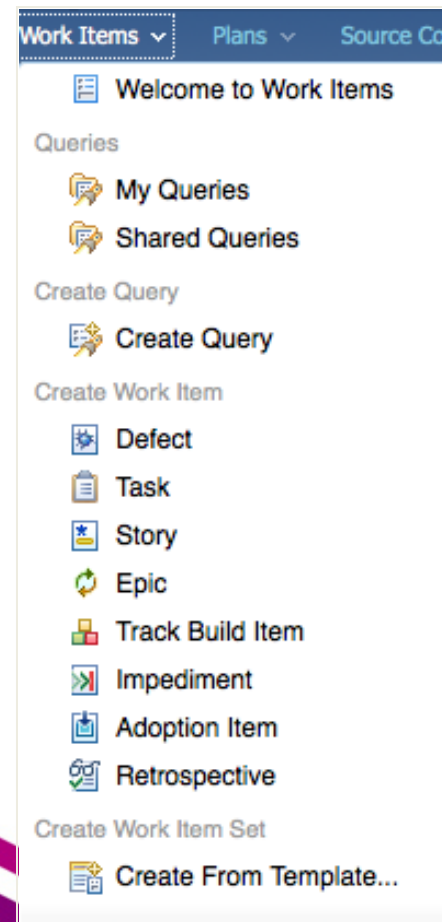 Work Items Plans Source Co
Welcome to Work Items
Queries
My Queries
Shared Queries
Create Query
Create Query
Create Work Item
Defect
Task
Story
Epic
Track Build Item
Impediment
Adoption Item
Retrospective
Create Work Item Set
Create From Template...